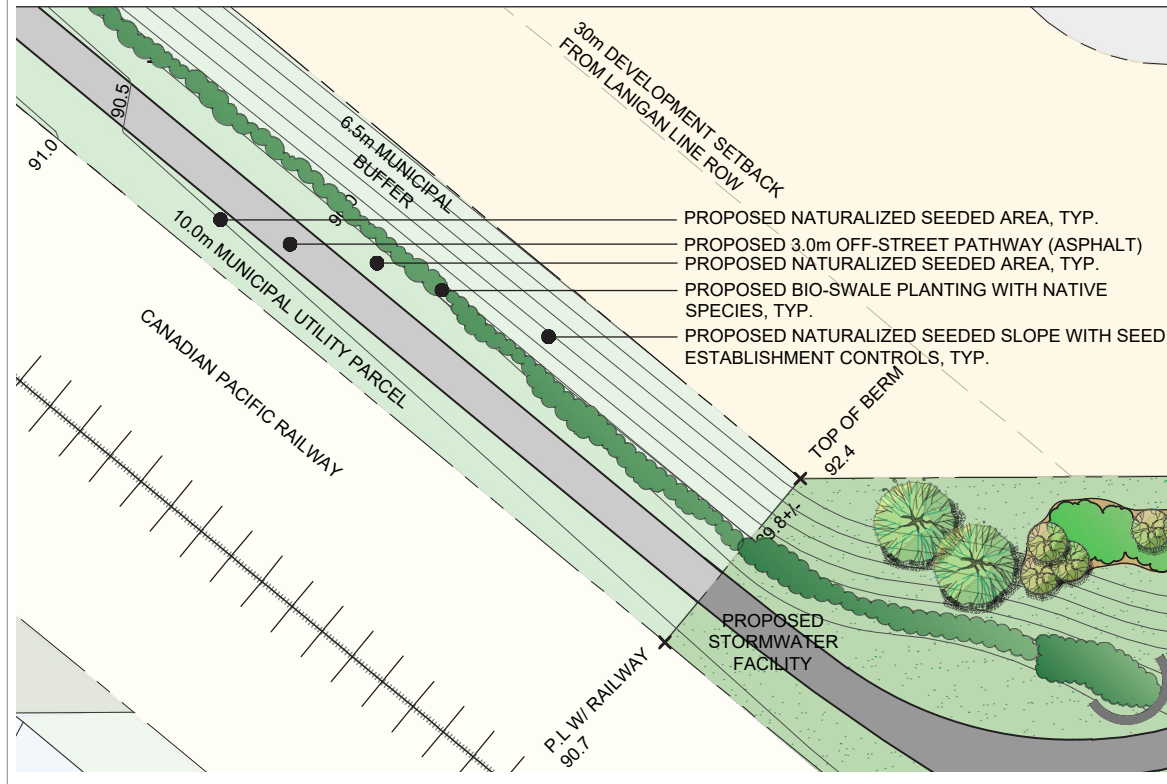 30m DEVELOPMENT SETBACK
FROM LANIGAN LINE ROW
90.5
91.0
6.5m MUNICIPAL
BUFFER
10.0m MUNICIPAL UTILITY PARCEL
CANADIAN PACIFIC RAILWAY
PROPOSED NATURALIZED SEEDED AREA, TYP.
PROPOSED 3.0m OFF-STREET PATHWAY (ASPHALT)
PROPOSED NATURALIZED SEEDED AREA, TYP.
PROPOSED BIO-SWALE PLANTING WITH NATIVE
SPECIES, TYP.
PROPOSED NATURALIZED SEEDED SLOPE WITH SEED
ESTABLISHMENT CONTROLS, TYP.
TOP OF BERM
92.4
PROPOSED
STORMWATER
FACILITY
P.L W/ RAILWAY
90.7